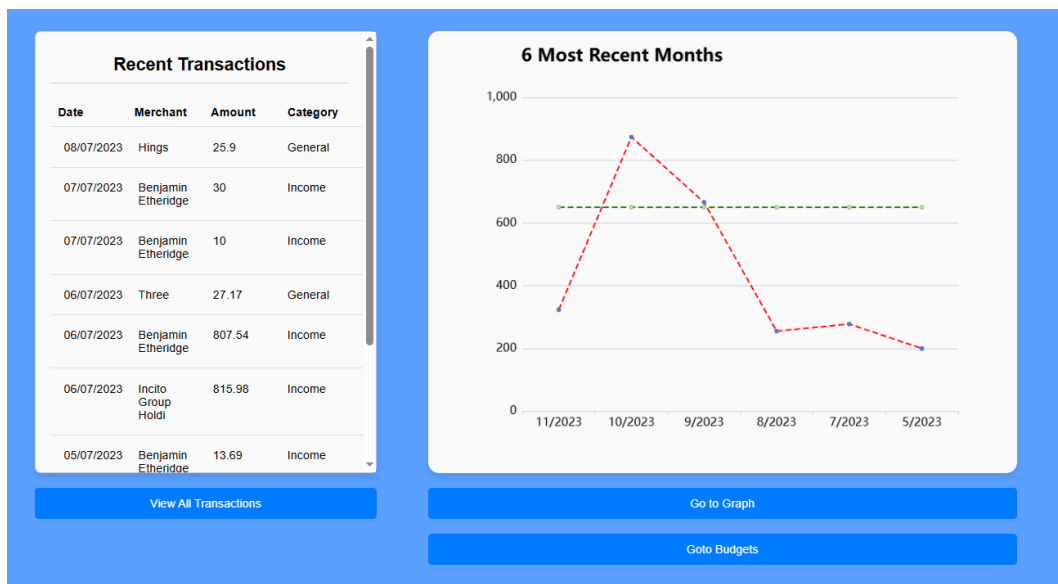 Recent Transactions
Date Merchant Amount Category
08/07/2023 Hings 25.9 General
07/07/2023 Benjamin Etheridge 30 Income
07/07/2023 Benjamin Etheridge 10 Income
06/07/2023 Three 27.17 General
06/07/2023 Benjamin Etheridge 807.54 Income
06/07/2023 Incito Group Holdi 815.98 Income
05/07/2023 Benjamin Etheridge 13.69 Income
View All Transactions
6 Most Recent Months
1,000
800
600
400
200
0
11/2023 10/2023 9/2023 8/2023 7/2023 5/2023
Go to Graph
Goto Budgets